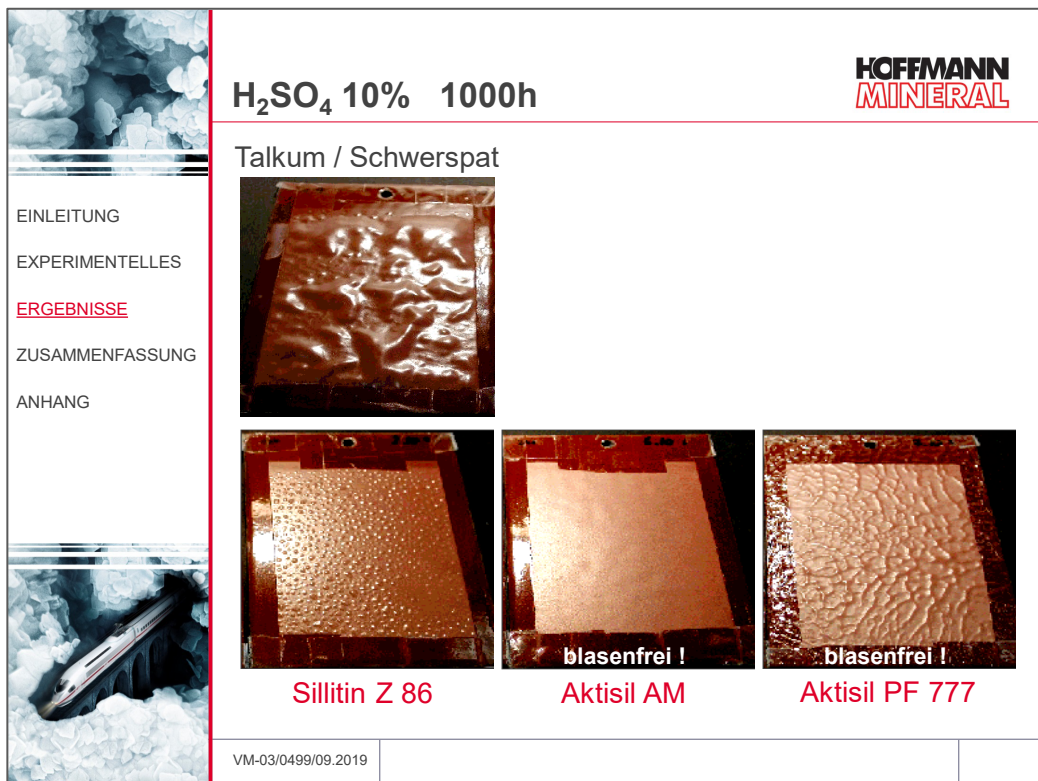 H₂SO₄ 10% 1000h
HOFFMANN
MINERAL
Talkum / Schwerspat
EINLEITUNG
EXPERIMENTELLES
ERGEBNISSE
ZUSAMMENFASSUNG
ANHANG
blasenfrei !
blasenfrei !
Sillitin Z 86
Aktisil AM
Aktisil PF 777
VM-03/0499/09.2019